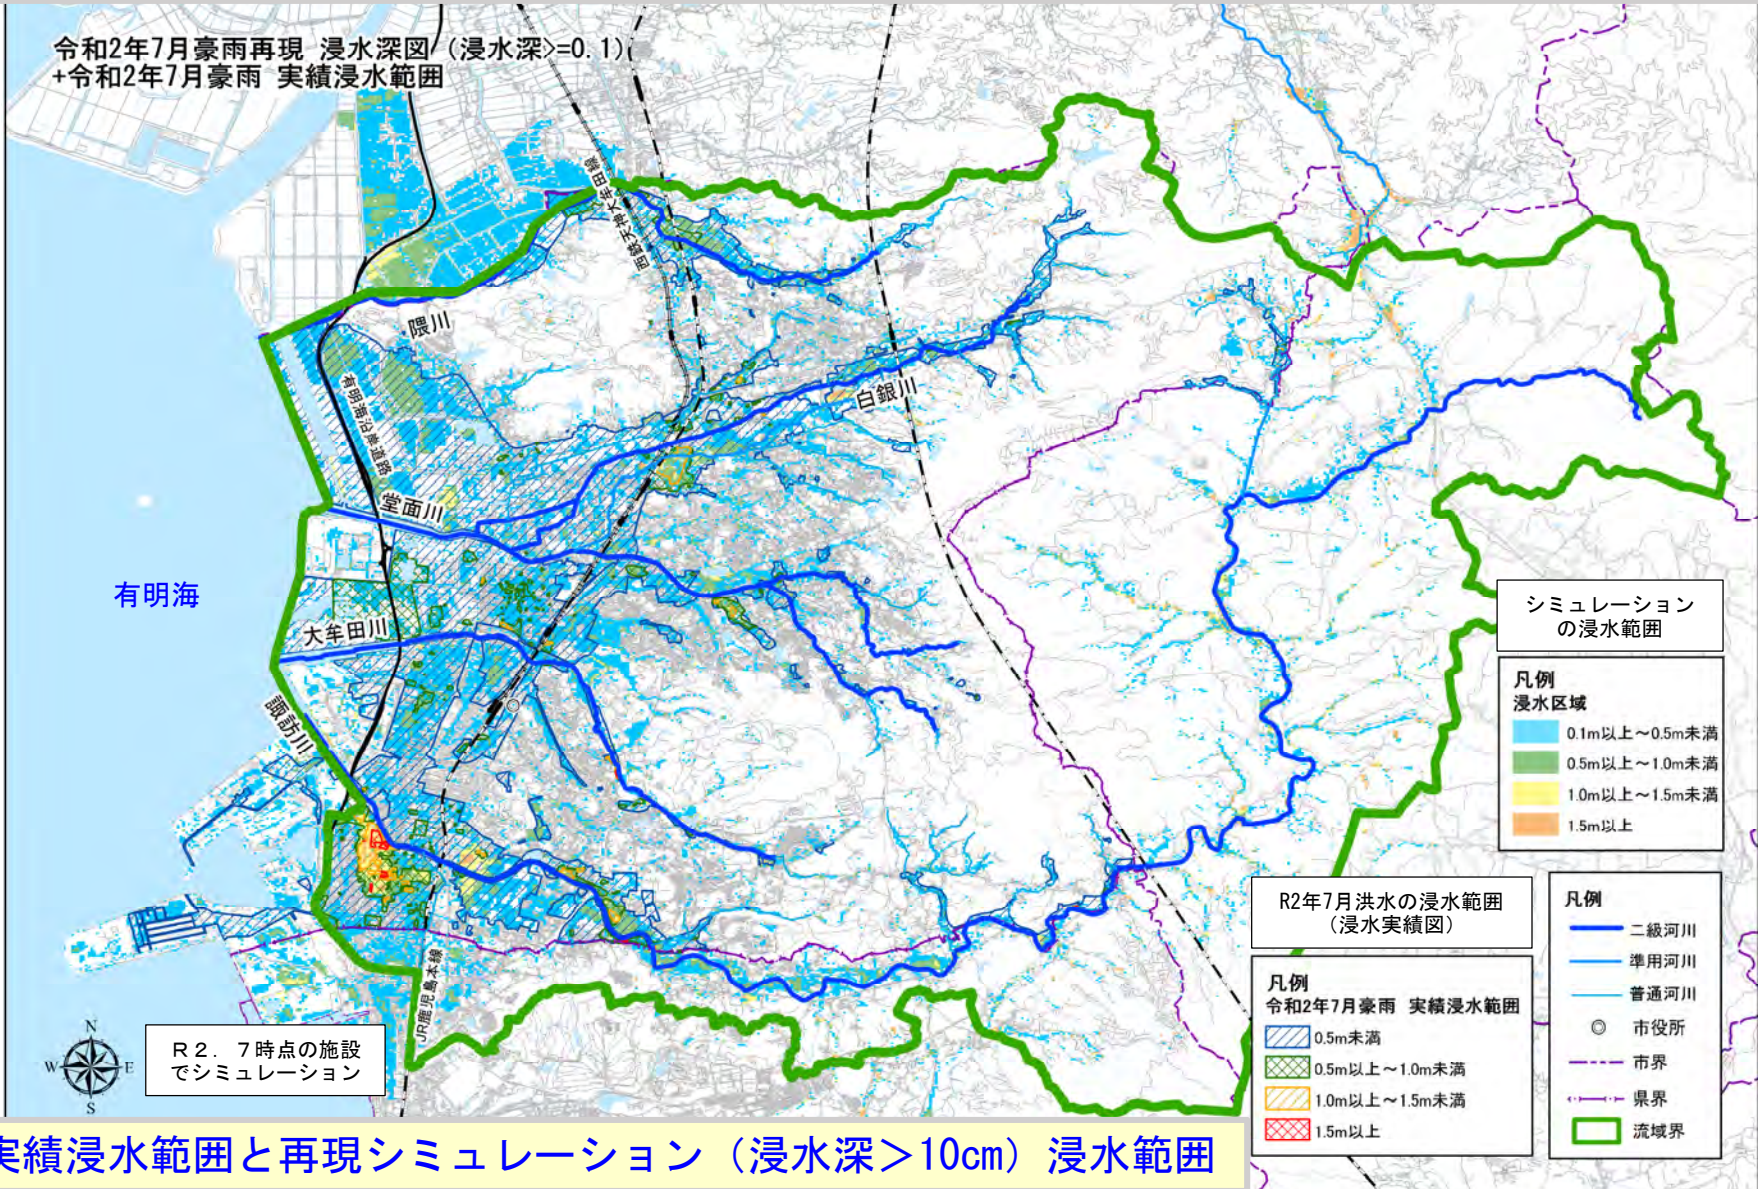 令和2年7月豪雨再現 浸水深図 (浸水深>=0.1)
+令和2年7月豪雨 実績浸水範囲
西鉄天神大牟田線
隈川
有明海沿岸道路
白銀川
堂面川
有明海
大牟田川
諏訪川
JR鹿児島本線
N
W
E
S
R2.7時点の施設
でシミュレーション
シミュレーション
の浸水範囲
凡例
浸水区域
0.1m以上~0.5m未満
0.5m以上~1.0m未満
1.0m以上~1.5m未満
1.5m以上
R2年7月洪水の浸水範囲
(浸水実績図)
凡例
令和2年7月豪雨 実績浸水範囲
0.5m未満
0.5m以上~1.0m未満
1.0m以上~1.5m未満
1.5m以上
凡例
二級河川
準用河川
普通河川
市役所
市界
県界
流域界
実績浸水範囲と再現シミュレーション(浸水深>10cm)浸水範囲